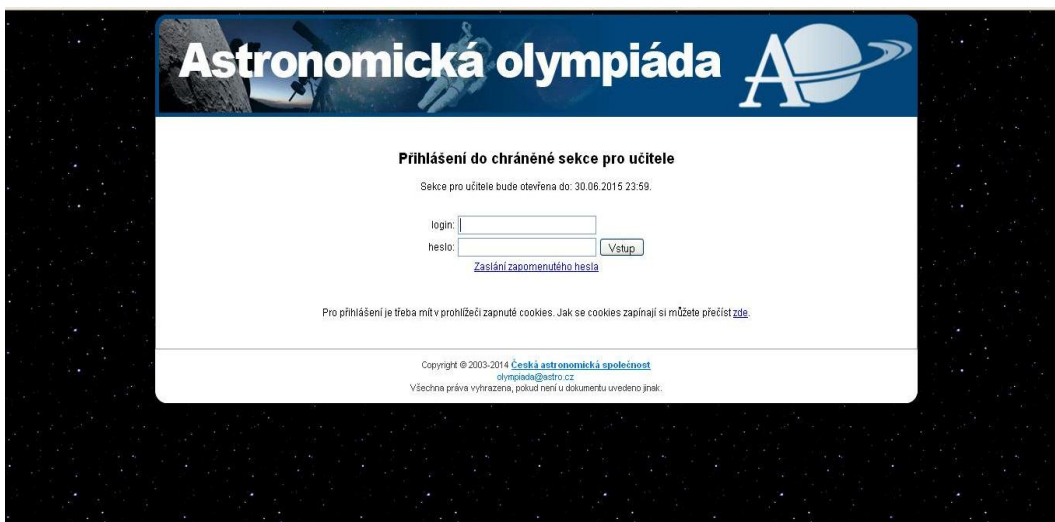 Astronomická olympiáda
Přihlášení do chráněné sekce pro učitele
Sekce pro učitele bude otevřena do: 30.06.2015 23:59.
login:
heslo: Vstup
Zaslání zapomenutého hesla
Pro přihlášení je třeba mít v prohlížeči zapnuté cookies. Jak se cookies zapínají si můžete přečíst zde.
Copyright © 2003-2014 Česká astronomická společnost
olympiada@astro.cz
Všechna práva vyhrazena, pokud není u dokumentu uvedeno jinak.